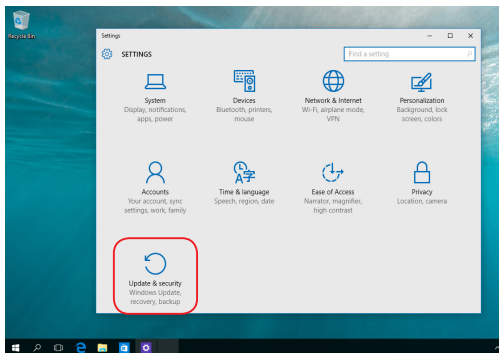 Recycle Bin
Settings
SETTINGS
Find a setting
System
Display, notifications,
apps, power
Devices
Bluetooth, printers,
mouse
Network & Internet
Wi-Fi, airplane mode,
VPN
Personalization
Background, lock
screen, colors
Accounts
Your account, sync
settings, work, family
Time & language
Speech, region, date
Ease of Access
Narrator, magnifier,
high contrast
Privacy
Location, camera
Update & security
Windows Update,
recovery, backup